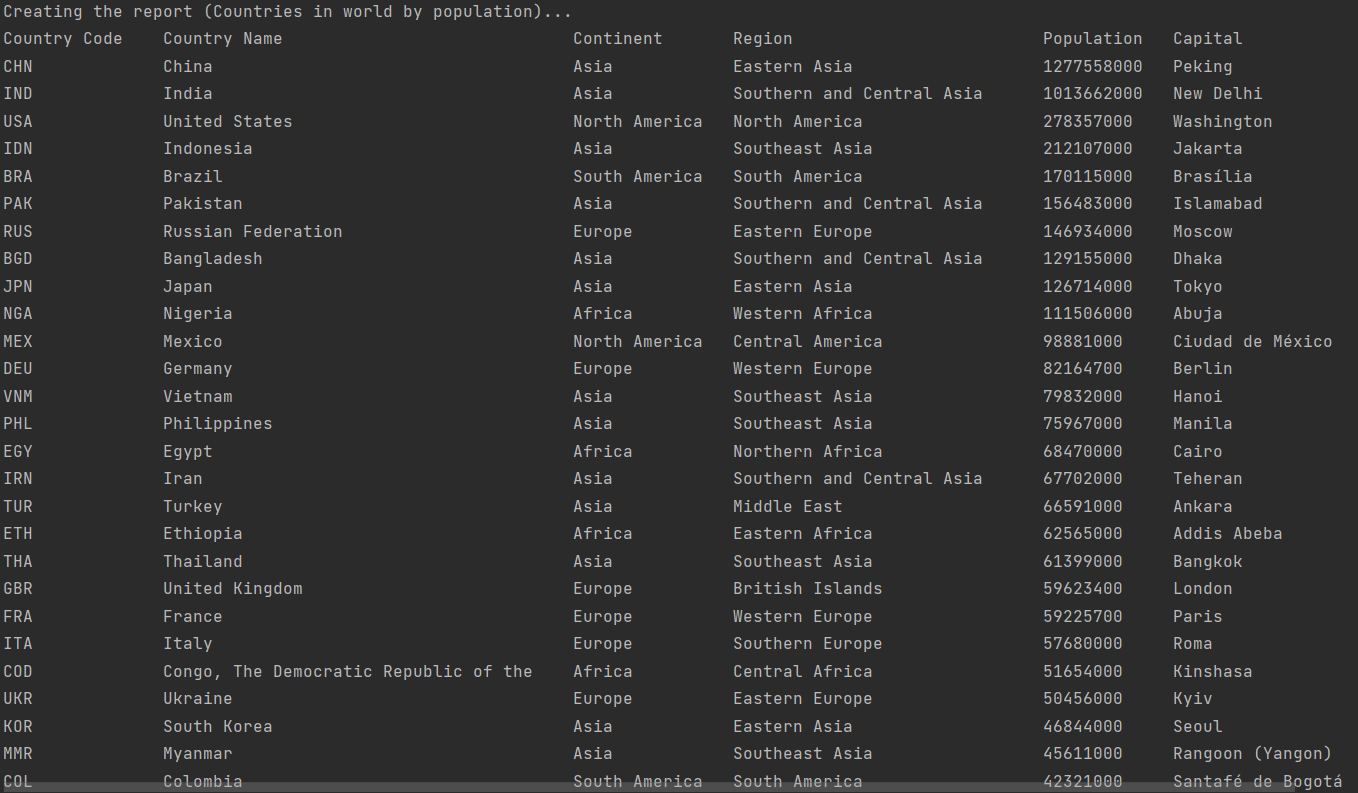 Creating the report (Countries in world by population)...
Country Code    Country Name                             Continent       Region                         Population   Capital
CHN             China                                    Asia            Eastern Asia                   1277558000   Peking
IND             India                                    Asia            Southern and Central Asia      1013662000   New Delhi
USA             United States                            North America   North America                  278357000    Washington
IDN             Indonesia                                Asia            Southeast Asia                 212107000    Jakarta
BRA             Brazil                                   South America   South America                  170115000    Brasília
PAK             Pakistan                                 Asia            Southern and Central Asia      156483000    Islamabad
RUS             Russian Federation                       Europe          Eastern Europe                 146934000    Moscow
BGD             Bangladesh                               Asia            Southern and Central Asia      129155000    Dhaka
JPN             Japan                                    Asia            Eastern Asia                   126714000    Tokyo
NGA             Nigeria                                  Africa          Western Africa                 111506000    Abuja
MEX             Mexico                                   North America   Central America                98881000     Ciudad de México
DEU             Germany                                  Europe          Western Europe                 82164700     Berlin
VNM             Vietnam                                  Asia            Southeast Asia                 79832000     Hanoi
PHL             Philippines                              Asia            Southeast Asia                 75967000     Manila
EGY             Egypt                                    Africa          Northern Africa                68470000     Cairo
IRN             Iran                                     Asia            Southern and Central Asia      67702000     Teheran
TUR             Turkey                                   Asia            Middle East                    66591000     Ankara
ETH             Ethiopia                                 Africa          Eastern Africa                 62565000     Addis Abeba
THA             Thailand                                 Asia            Southeast Asia                 61399000     Bangkok
GBR             United Kingdom                           Europe          British Islands                59623400     London
FRA             France                                   Europe          Western Europe                 59225700     Paris
ITA             Italy                                    Europe          Southern Europe                57680000     Roma
COD             Congo, The Democratic Republic of the    Africa          Central Africa                 51654000     Kinshasa
UKR             Ukraine                                  Europe          Eastern Europe                 50456000     Kyiv
KOR             South Korea                              Asia            Eastern Asia                   46844000     Seoul
MMR             Myanmar                                  Asia            Southeast Asia                 45611000     Rangoon (Yangon)
COL             Colombia                                 South America   South America                  42321000     Santafé de Bogotá